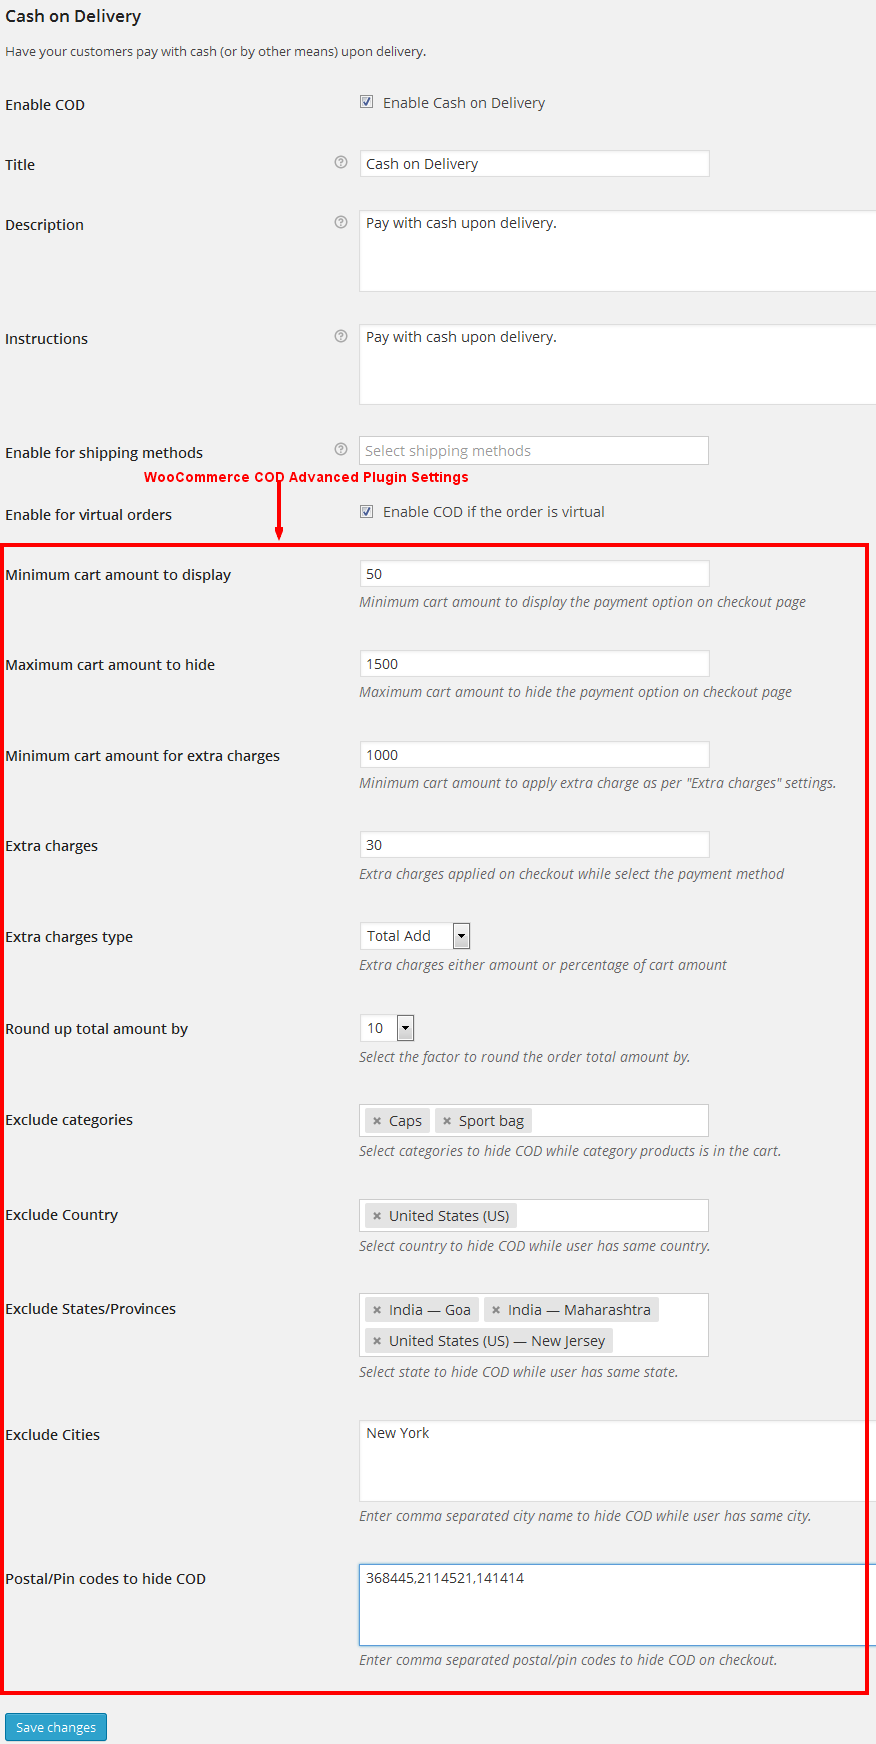 Cash on Delivery
Have your customers pay with cash (or by other means) upon delivery.
Enable COD Enable Cash on Delivery
Title Cash on Delivery
Description Pay with cash upon delivery.
Instructions Pay with cash upon delivery.
Enable for shipping methods Select shipping methods
WooCommerce COD Advanced Plugin Settings
Enable for virtual orders Enable COD if the order is virtual
Minimum cart amount to display 50
Minimum cart amount to display the payment option on checkout page
Maximum cart amount to hide 1500
Maximum cart amount to hide the payment option on checkout page
Minimum cart amount for extra charges 1000
Minimum cart amount to apply extra charge as per "Extra charges" settings.
Extra charges 30
Extra charges applied on checkout while select the payment method
Extra charges type Total Add
Extra charges either amount or percentage of cart amount
Round up total amount by 10
Select the factor to round the order total amount by.
Exclude categories × Caps × Sport bag
Select categories to hide COD while category products is in the cart.
Exclude Country × United States (US)
Select country to hide COD while user has same country.
Exclude States/Provinces × India — Goa × India — Maharashtra
× United States (US) — New Jersey
Select state to hide COD while user has same state.
Exclude Cities New York
Enter comma separated city name to hide COD while user has same city.
Postal/Pin codes to hide COD 368445,2114521,141414
Enter comma separated postal/pin codes to hide COD on checkout.
Save changes